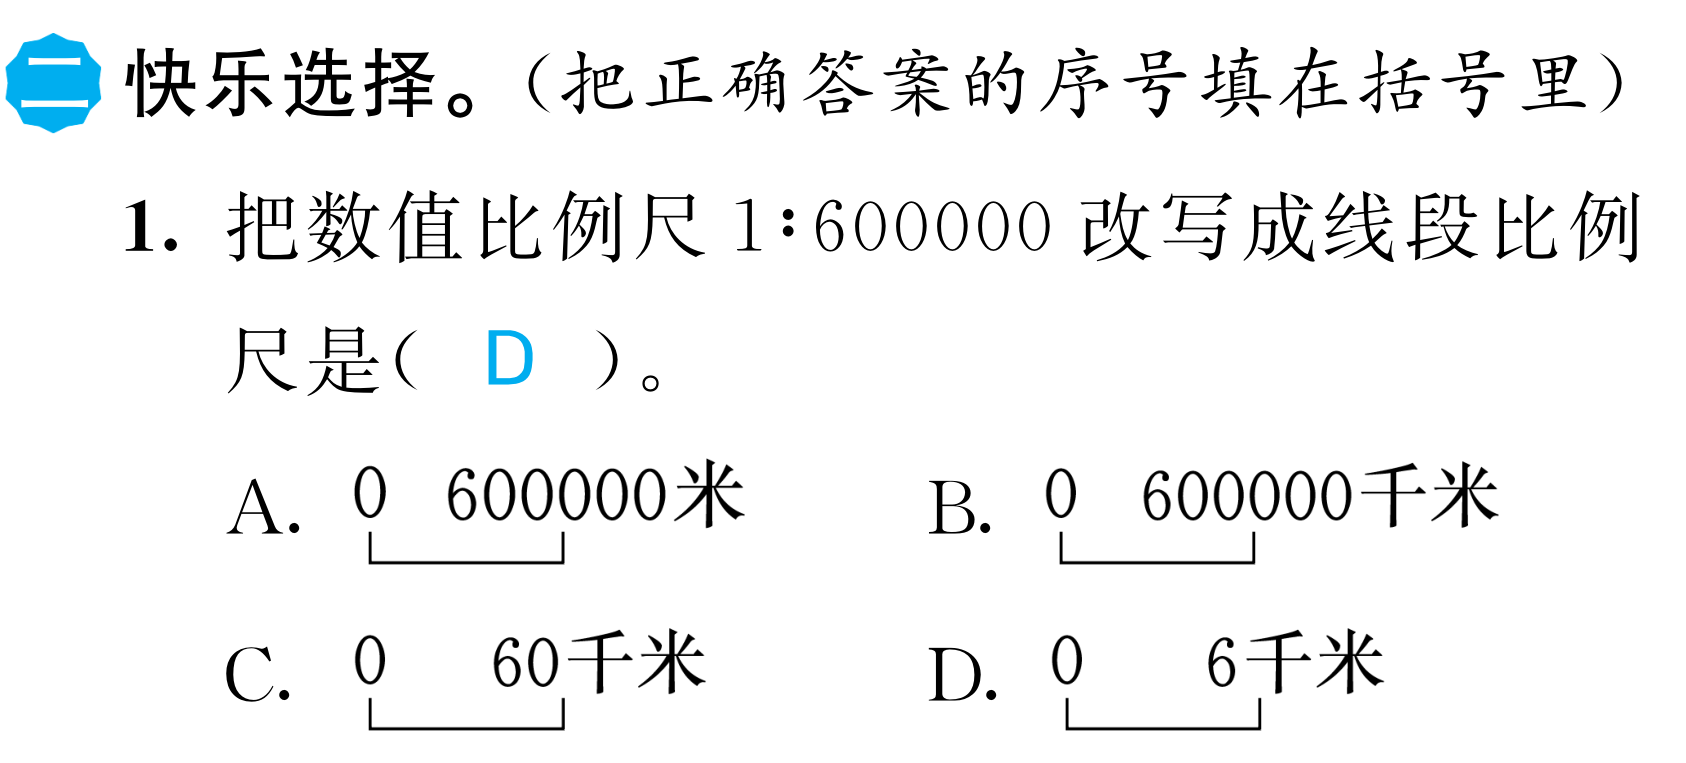 二 快乐选择。（把正确答案的序号填在括号里）
1. 把数值比例尺 1∶600000 改写成线段比例
尺是（ D ）。
A. 0 600000米 B. 0 600000千米
C. 0 60千米 D. 0 6千米